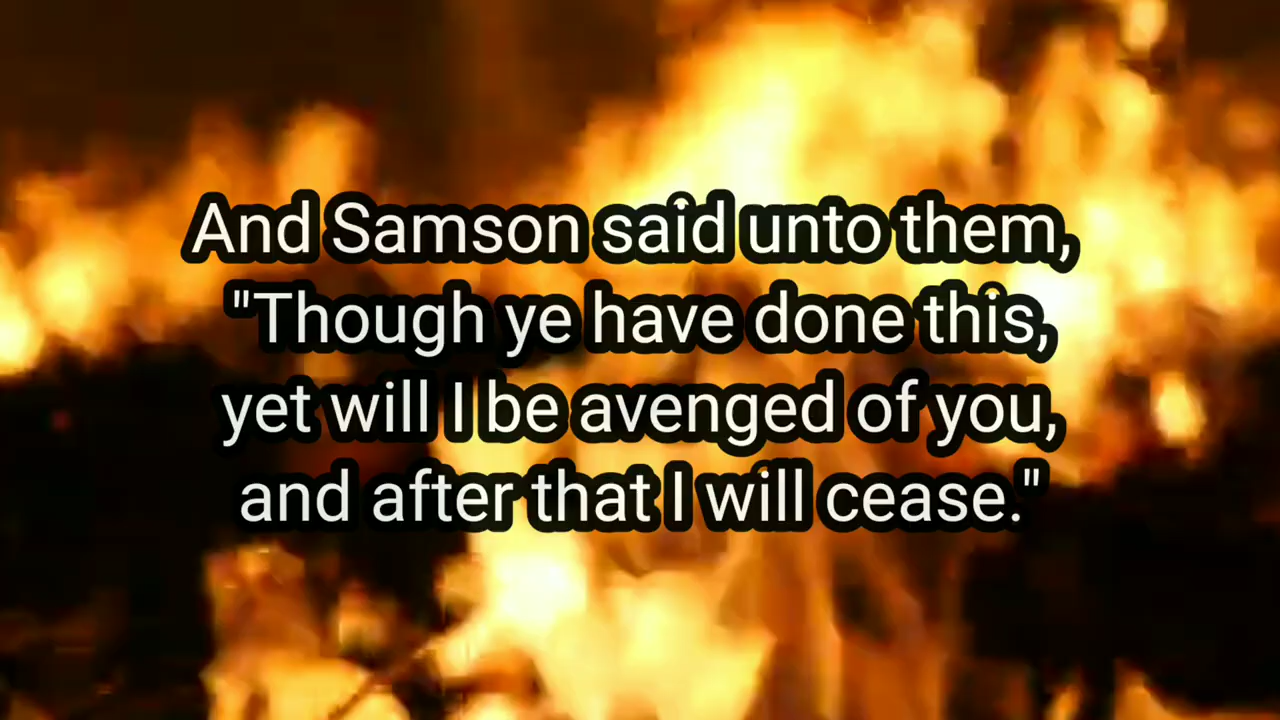 And Samson said unto them,
"Though ye have done this,
yet will I be avenged of you,
and after that I will cease."